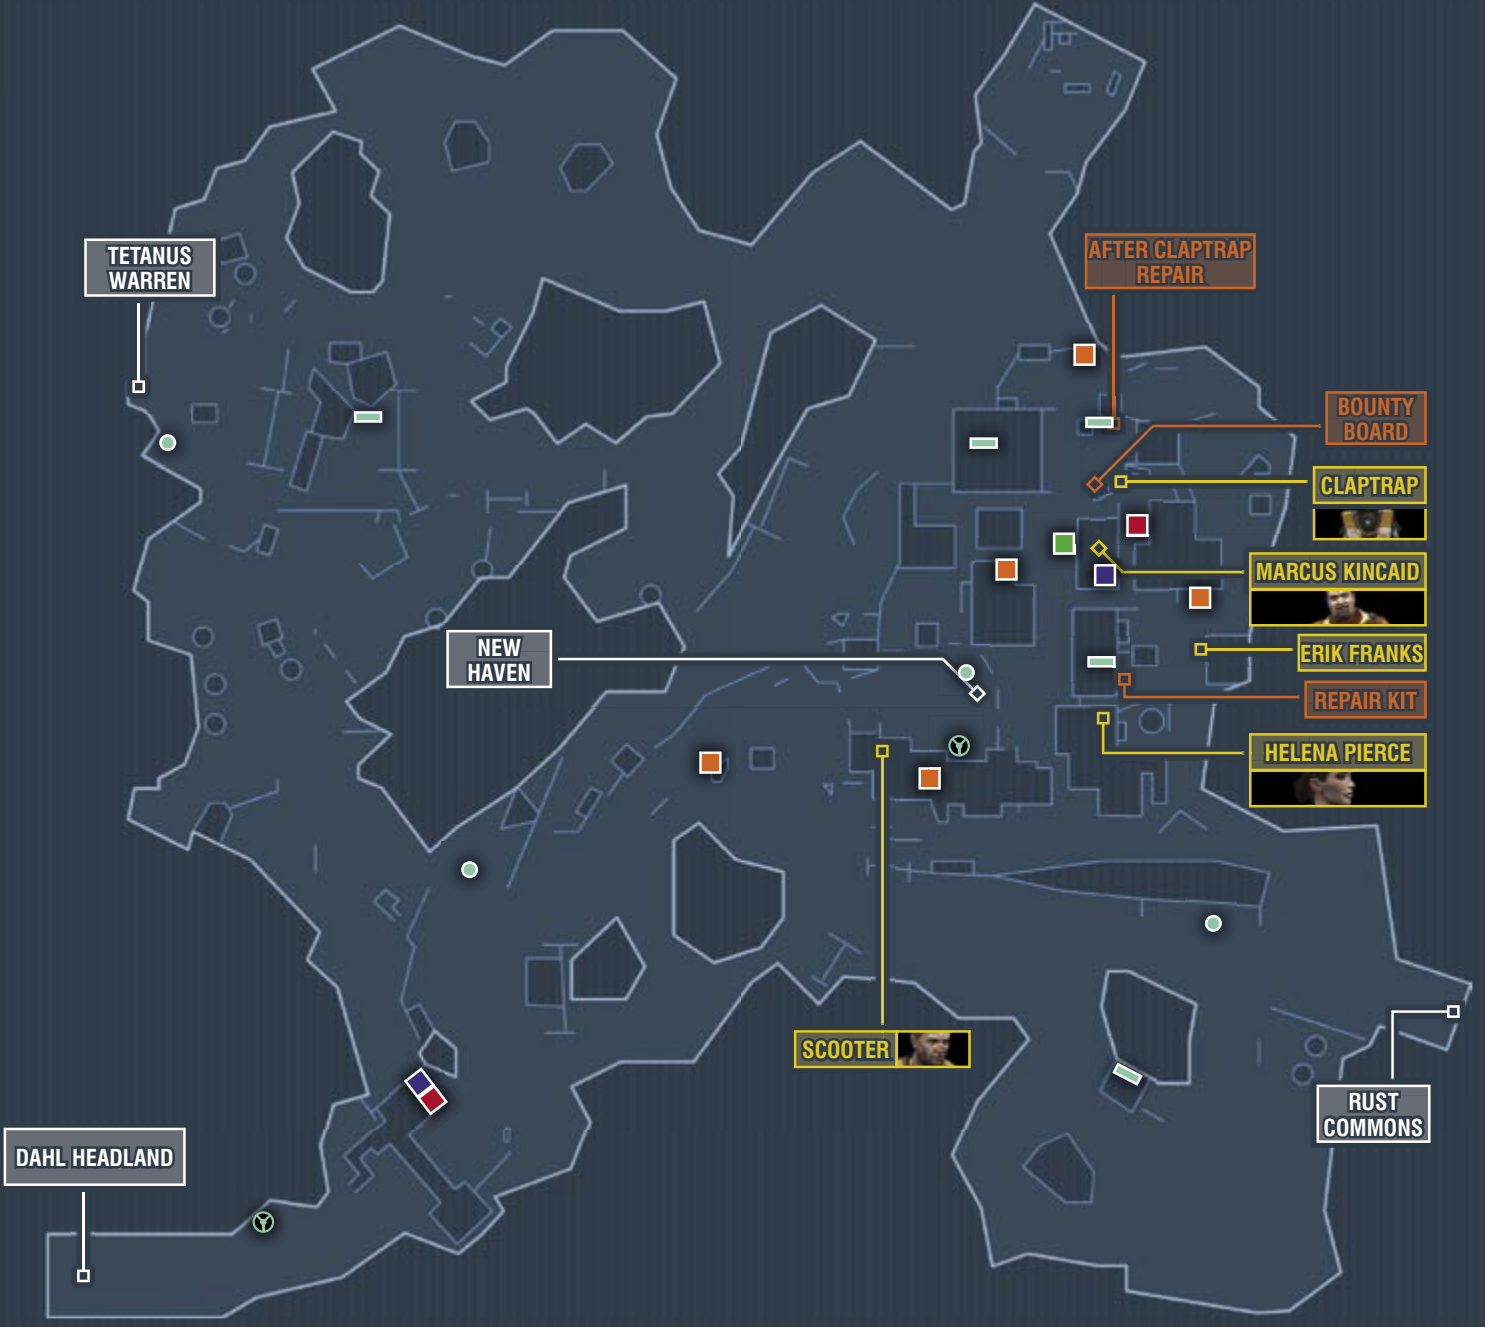 TETANUS
WARREN
AFTER CLAPTRAP
REPAIR
BOUNTY
BOARD
CLAPTRAP
MARCUS KINCAID
ERIK FRANKS
NEW
HAVEN
REPAIR KIT
HELENA PIERCE
SCOOTER
RUST
COMMONS
DAHL HEADLAND